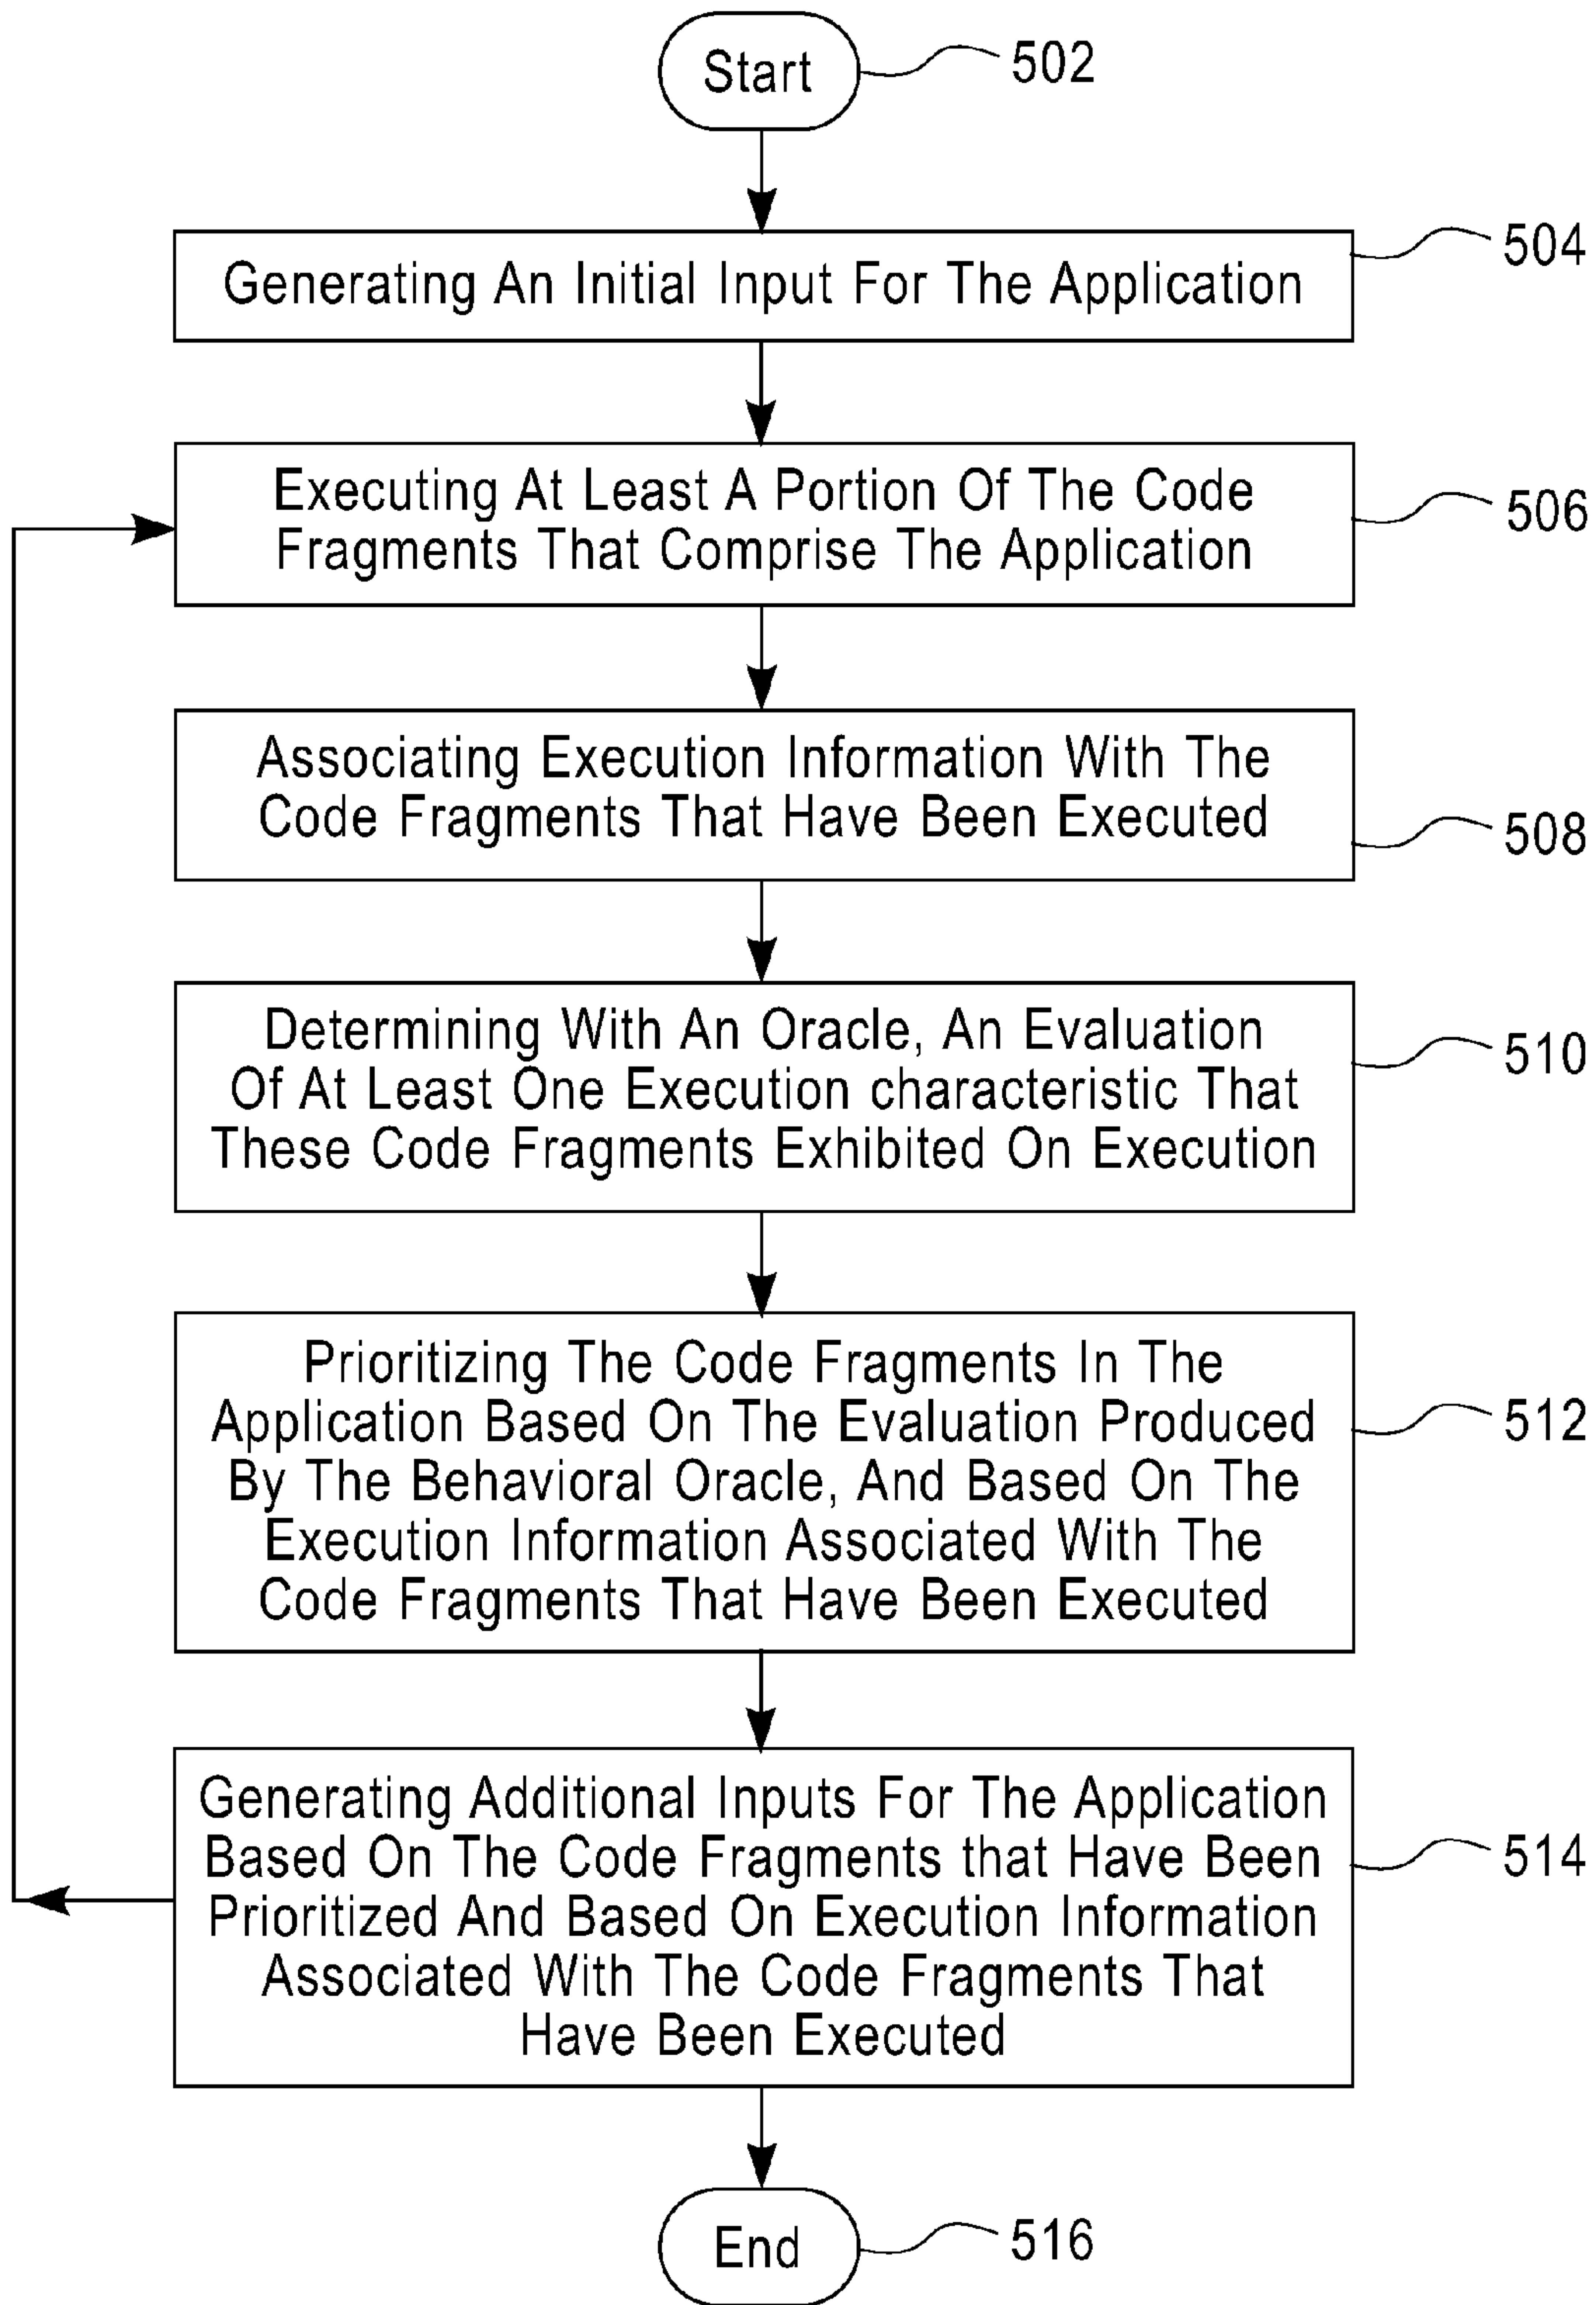 Start
502
Generating An Initial Input For The Application
504
Executing At Least A Portion Of The Code
Fragments That Comprise The Application
506
Associating Execution Information With The
Code Fragments That Have Been Executed
508
Determining With An Oracle, An Evaluation
Of At Least One Execution characteristic That
These Code Fragments Exhibited On Execution
510
Prioritizing The Code Fragments In The
Application Based On The Evaluation Produced
By The Behavioral Oracle, And Based On The
Execution Information Associated With The
Code Fragments That Have Been Executed
512
Generating Additional Inputs For The Application
Based On The Code Fragments that Have Been
Prioritized And Based On Execution Information
Associated With The Code Fragments That
Have Been Executed
514
End
516